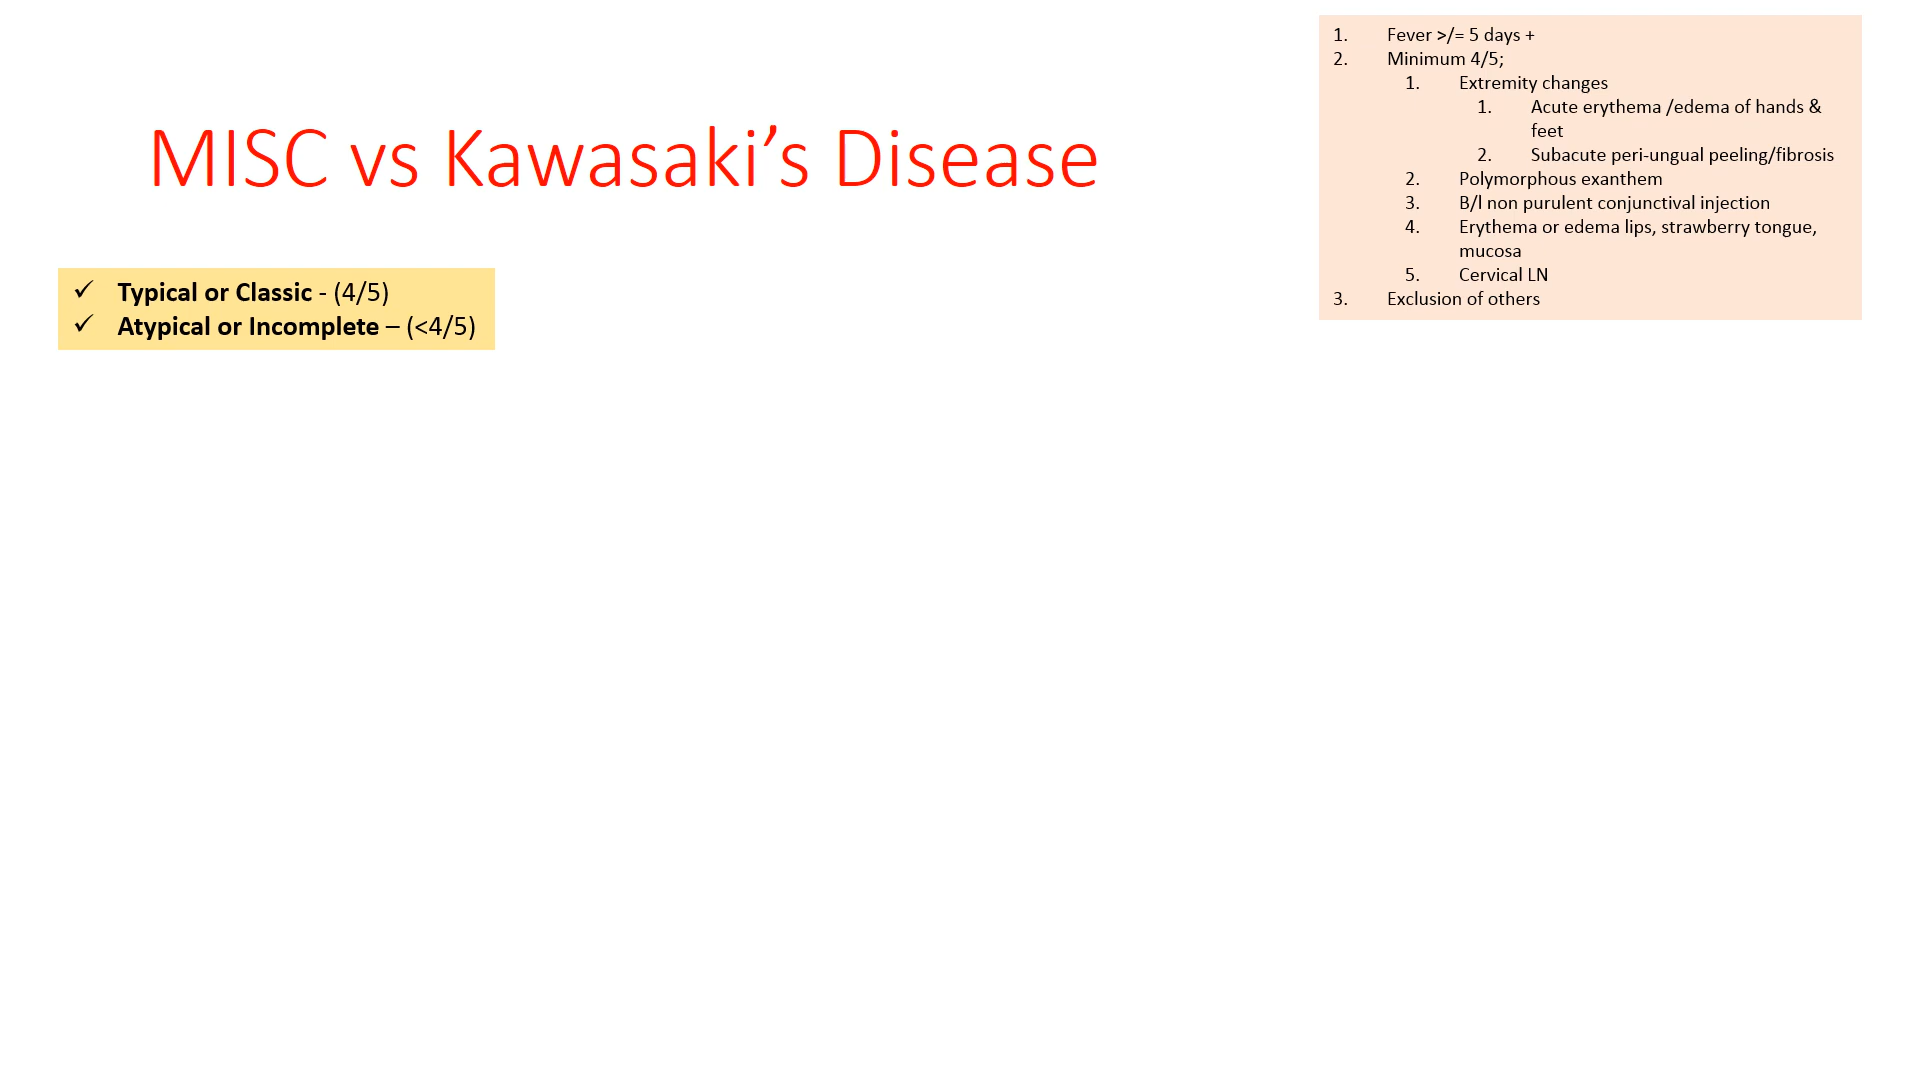 MISC vs Kawasaki’s Disease
✓ Typical or Classic - (4/5)
✓ Atypical or Incomplete – (<4/5)
1. Fever >/= 5 days +
2. Minimum 4/5;
1. Extremity changes
1. Acute erythema /edema of hands &
feet
2. Subacute peri-ungual peeling/fibrosis
2. Polymorphous exanthem
3. B/l non purulent conjunctival injection
4. Erythema or edema lips, strawberry tongue,
mucosa
5. Cervical LN
3. Exclusion of others